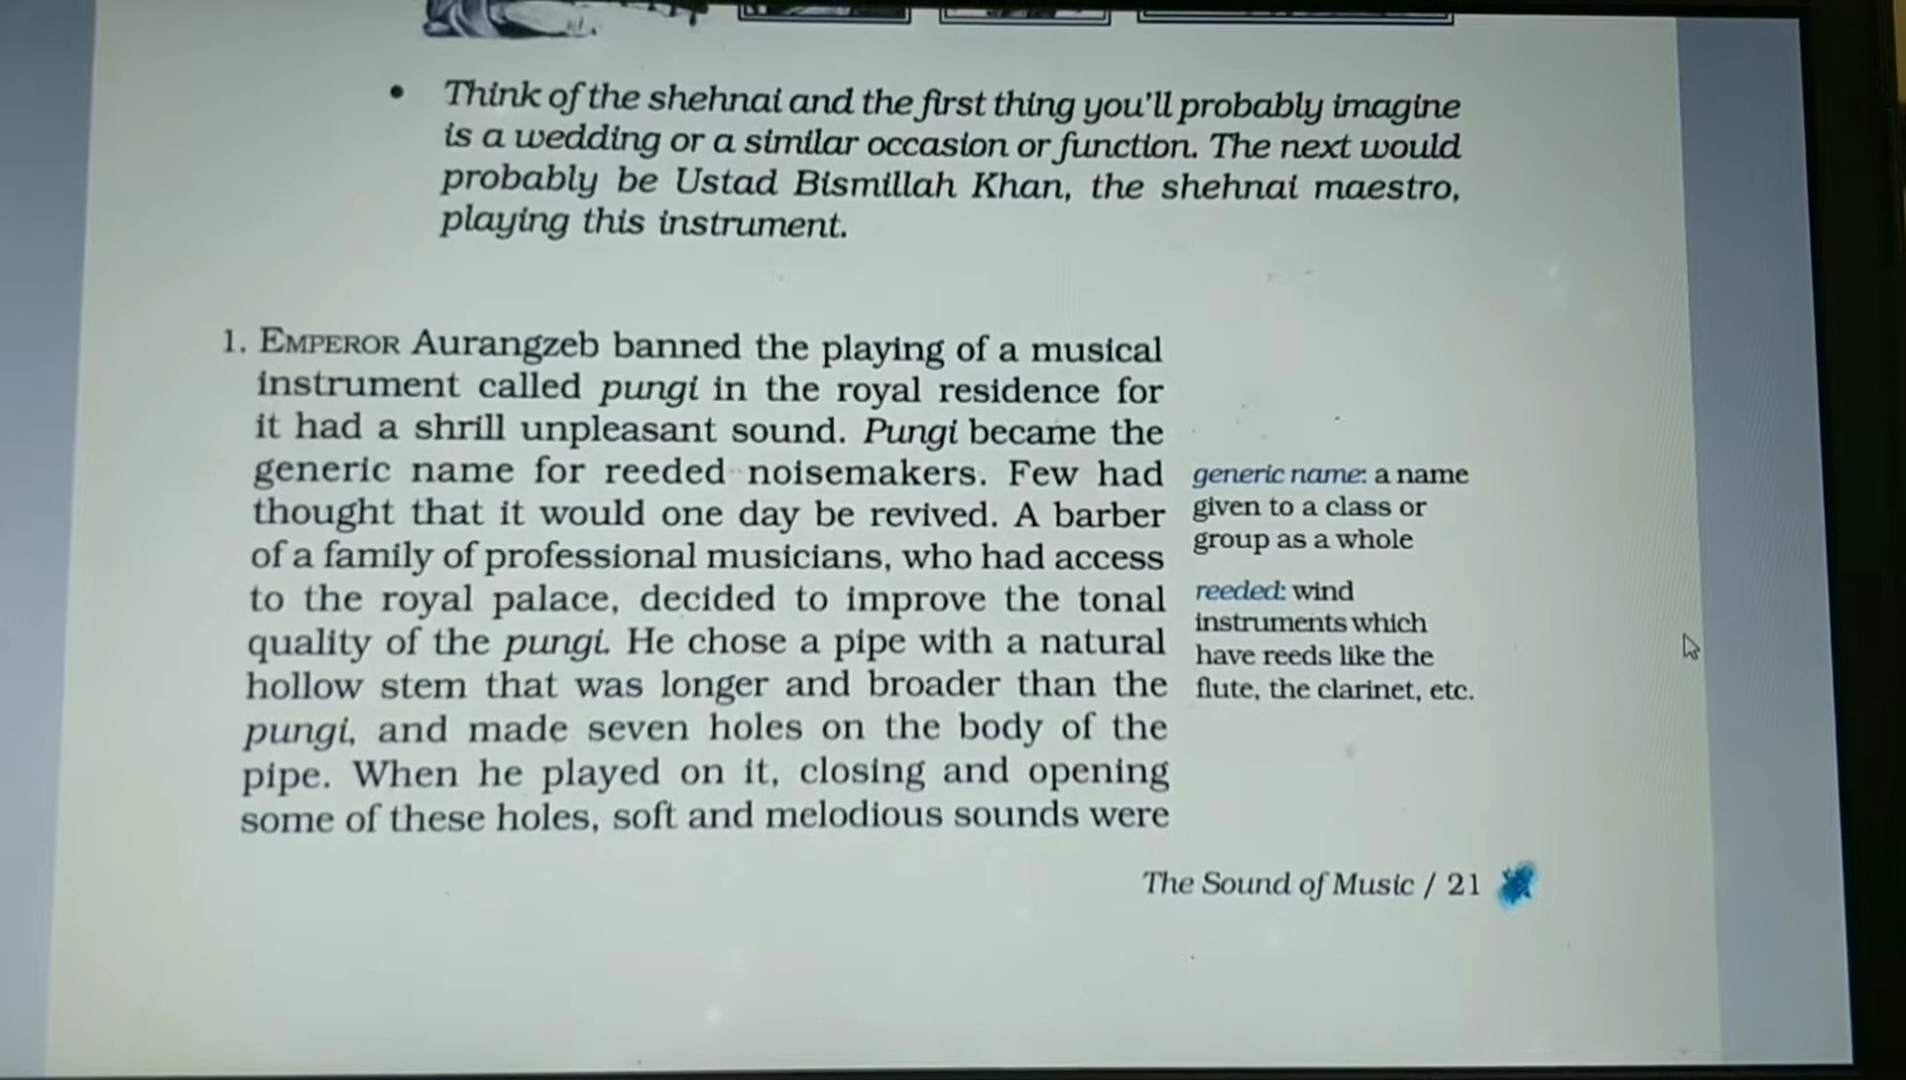 • Think of the shehnai and the first thing you'll probably imagine
is a wedding or a similar occasion or function. The next would
probably be Ustad Bismillah Khan, the shehnai maestro,
playing this instrument.
1. EMPEROR Aurangzeb banned the playing of a musical
instrument called pungi in the royal residence for
it had a shrill unpleasant sound. Pungi became the
generic name for reeded noisemakers. Few had
thought that it would one day be revived. A barber
of a family of professional musicians, who had access
to the royal palace, decided to improve the tonal
quality of the pungi. He chose a pipe with a natural
hollow stem that was longer and broader than the
pungi, and made seven holes on the body of the
pipe. When he played on it, closing and opening
some of these holes, soft and melodious sounds were
generic name: a name
given to a class or
group as a whole
reeded: wind
instruments which
have reeds like the
flute, the clarinet, etc.
The Sound of Music / 21